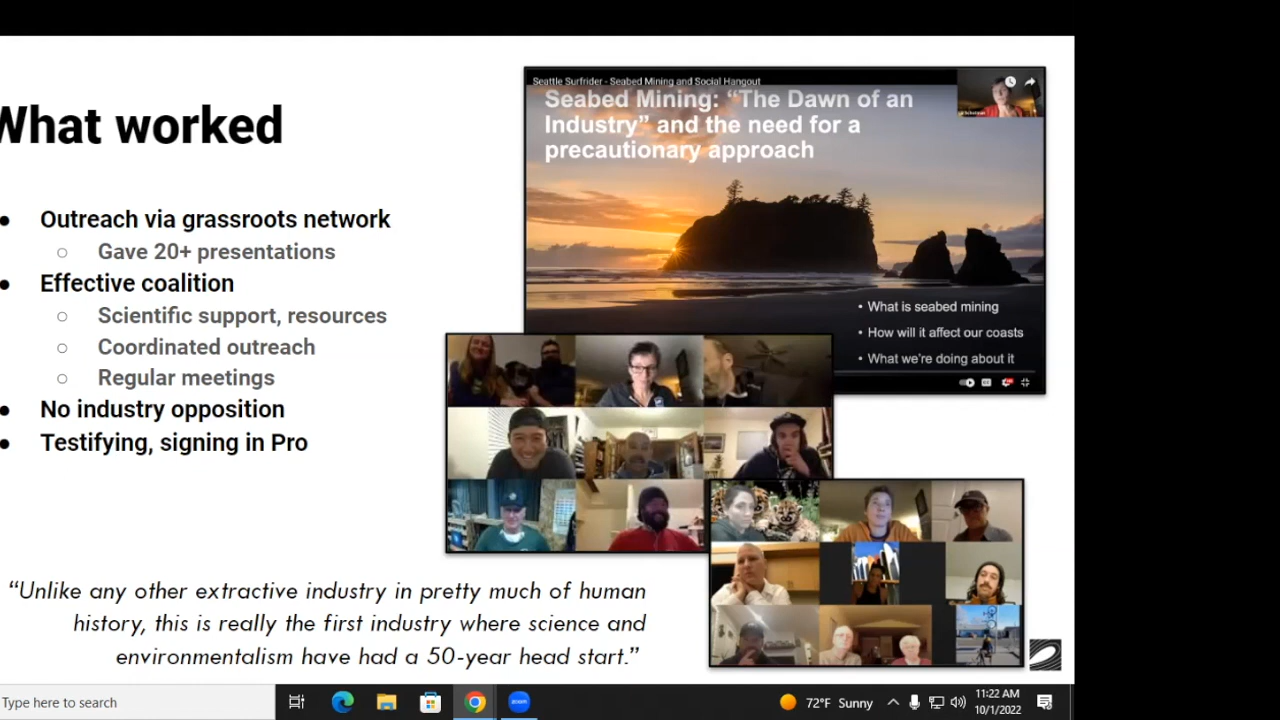 What worked
Outreach via grassroots network
Gave 20+ presentations
Effective coalition
Scientific support, resources
Coordinated outreach
Regular meetings
No industry opposition
Testifying, signing in Pro
Seattle Surfrider - Seabed Mining and Social Hangout
Seabed Mining: “The Dawn of an
Industry” and the need for a
precautionary approach
• What is seabed mining
• How will it affect our coasts
• What we're doing about it
“Unlike any other extractive industry in pretty much of human
history, this is really the first industry where science and
environmentalism have had a 50-year head start.”
Type here to search
zoom
72°F Sunny
11:22 AM
10/1/2022